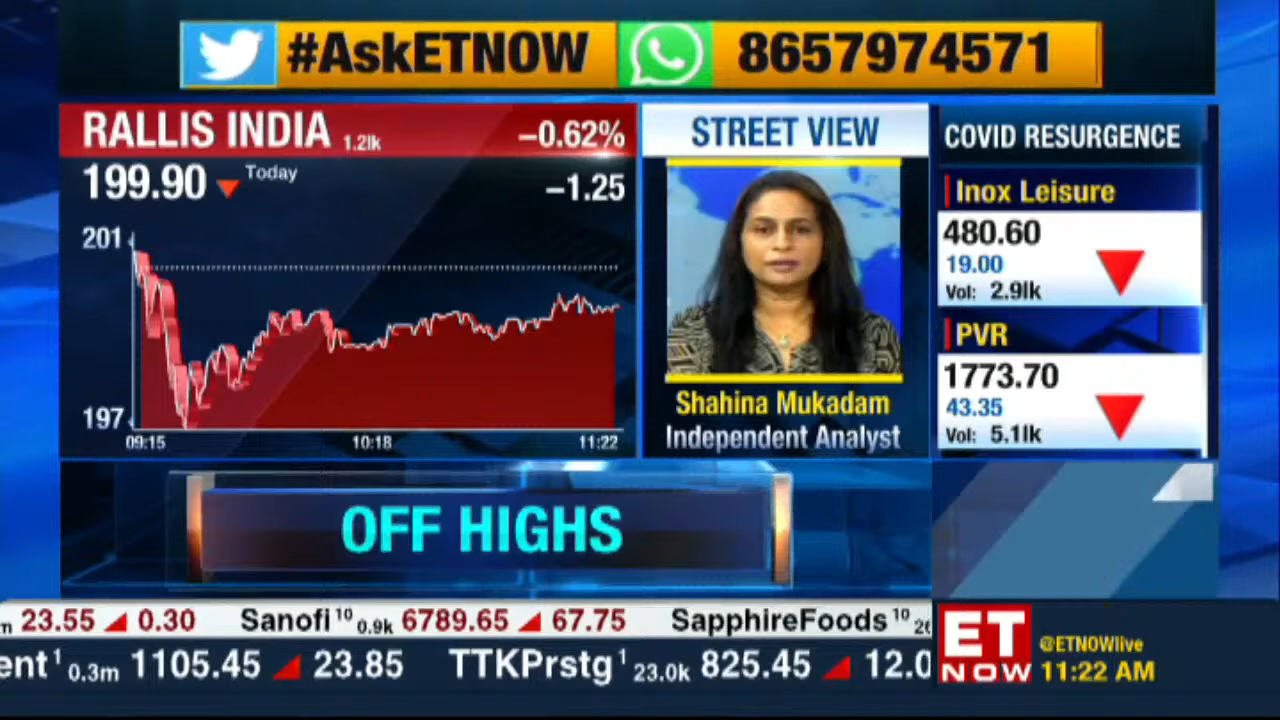 #AskETNOW 8657974571
RALLIS INDIA 1.2lk -0.62%
199.90 Today -1.25
201
197
09:15 10:18 11:22
STREET VIEW
Shahina Mukadam
Independent Analyst
COVID RESURGENCE
Inox Leisure
480.60
19.00
Vol: 2.9lk
PVR
1773.70
43.35
Vol: 5.1lk
OFF HIGHS
23.55 0.30 Sanofi 10 0.9k 6789.65 67.75 SapphireFoods 10
ent 1 0.3m 1105.45 23.85 TTKPrstg 1 23.0k 825.45 12.0
ET
NOW
@ETNOWlive
11:22 AM